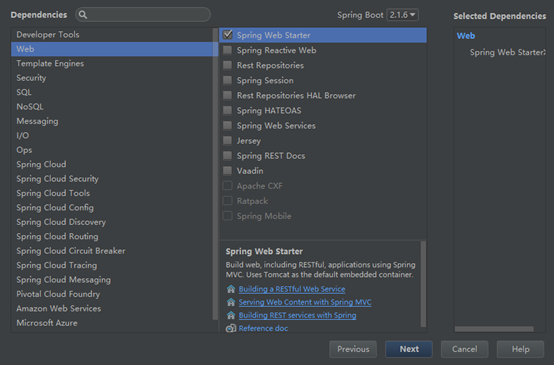 Dependencies
Spring Boot 2.1.6
Selected Dependencies
Developer Tools
Web
Template Engines
Security
SQL
NoSQL
Messaging
I/O
Ops
Spring Cloud
Spring Cloud Security
Spring Cloud Tools
Spring Cloud Config
Spring Cloud Discovery
Spring Cloud Routing
Spring Cloud Circuit Breaker
Spring Cloud Tracing
Spring Cloud Messaging
Pivotal Cloud Foundry
Amazon Web Services
Microsoft Azure
Spring Web Starter
Spring Reactive Web
Rest Repositories
Spring Session
Rest Repositories HAL Browser
Spring HATEOAS
Spring Web Services
Jersey
Spring REST Docs
Vaadin
Apache CXF
Ratpack
Spring Mobile
Spring Web Starter
Build web, including RESTful, applications using Spring
MVC. Uses Tomcat as the default embedded container.
Building a RESTful Web Service
Serving Web Content with Spring MVC
Building REST services with Spring
Reference doc
Web
Spring Web Starter
Previous
Next
Cancel
Help